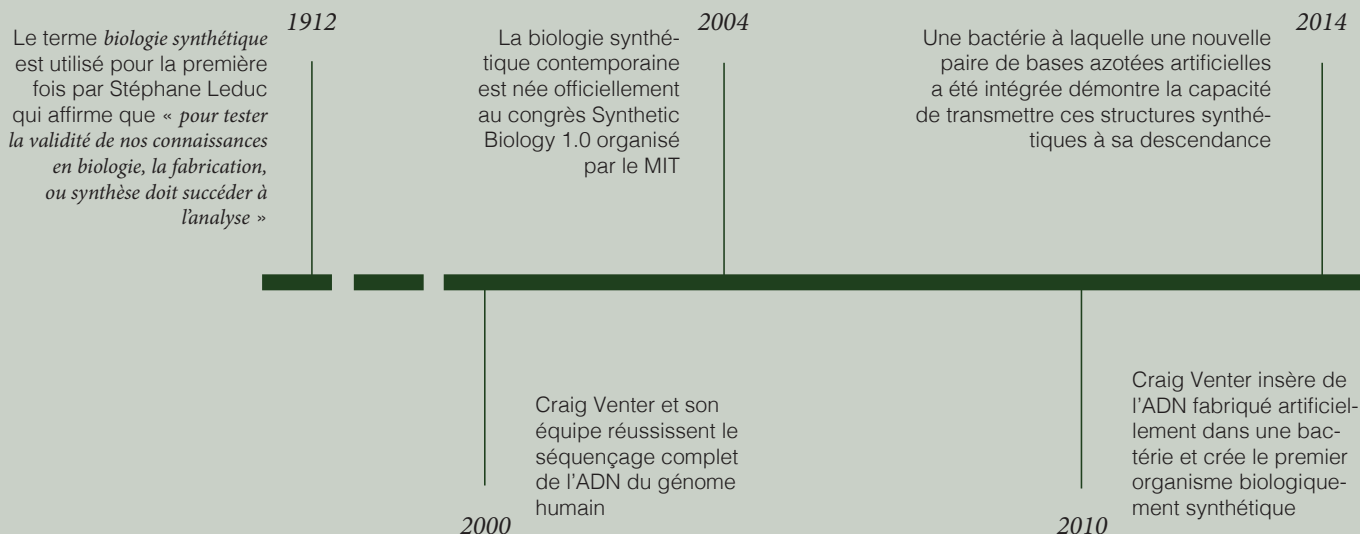 1912
Le terme biologie synthétique
est utilisé pour la première
fois par Stéphane Leduc
qui affirme que « pour tester
la validité de nos connaissances
en biologie, la fabrication,
ou synthèse doit succéder à
l'analyse »
2004
La biologie synthé-
tique contemporaine
est née officiellement
au congrès Synthetic
Biology 1.0 organisé
par le MIT
2014
Une bactérie à laquelle une nouvelle
paire de bases azotées artificielles
a été intégrée démontre la capacité
de transmettre ces structures synthé-
tiques à sa descendance
Craig Venter et son
équipe réussissent le
séquençage complet
de l'ADN du génome
humain
2000
Craig Venter insère de
l'ADN fabriqué artificiel-
lement dans une bac-
térie et crée le premier
organisme biologique-
ment synthétique
2010